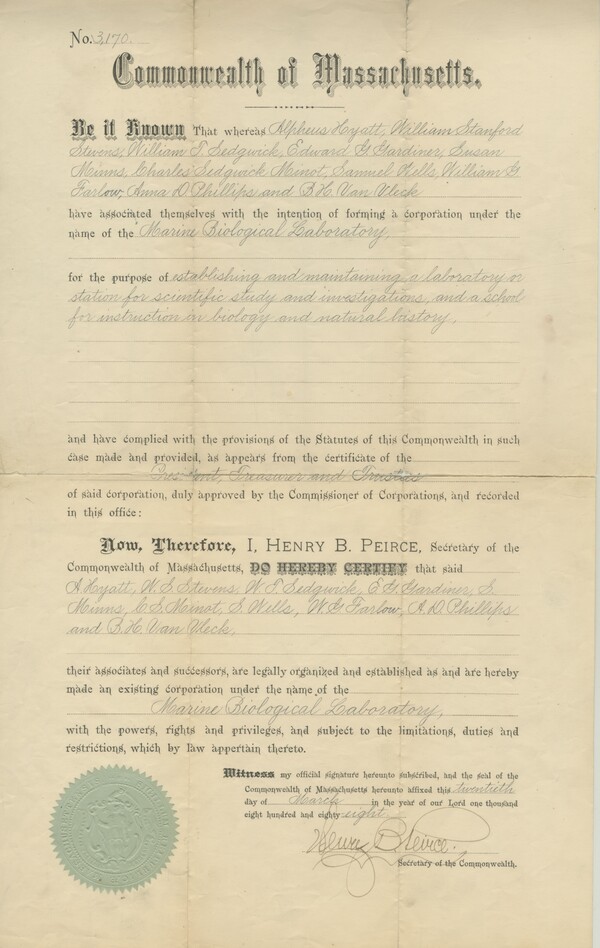 No. 3,170.
Commonwealth of Massachusetts.
Be it Known That whereas Alpheus Hyatt, William Stanford
Stevens, William T. Sedgwick, Edward G. Gardiner, Susan
Minns, Charles Sedgwick Minot, Samuel Wells, William G.
Farlow, Anna D. Phillips and B. H. Van Vleck
have associated themselves with the intention of forming a corporation under the
name of the Marine Biological Laboratory,
for the purpose of establishing and maintaining a laboratory or
station for scientific study and investigations, and a school
for instruction in biology and natural history,
and have complied with the provisions of the Statutes of this Commonwealth in such
case made and provided, as appears from the certificate of the
President, Treasurer and Trustees
of said corporation, duly approved by the Commissioner of Corporations, and recorded
in this office:
Now, Therefore, I, HENRY B. PEIRCE, Secretary of the
Commonwealth of Massachusetts, DO HEREBY CERTIFY that said
A Hyatt, W. S. Stevens, W. T. Sedgwick, E. G. Gardiner, S.
Minns, C. S. Minot, S. Wells, W. G. Farlow, A. D. Phillips
and B. H. Van Vleck,
their associates and successors, are legally organized and established as and are hereby
made an existing corporation under the name of the
Marine Biological Laboratory,
with the powers, rights and privileges, and subject to the limitations, duties and
restrictions, which by law appertain thereto.
Witness my official signature hereunto subscribed, and the seal of the
Commonwealth of Massachusetts hereunto affixed this twentieth
day of March in the year of our Lord one thousand
eight hundred and eighty eight
Henry B. Peirce.
Secretary of the Commonwealth.